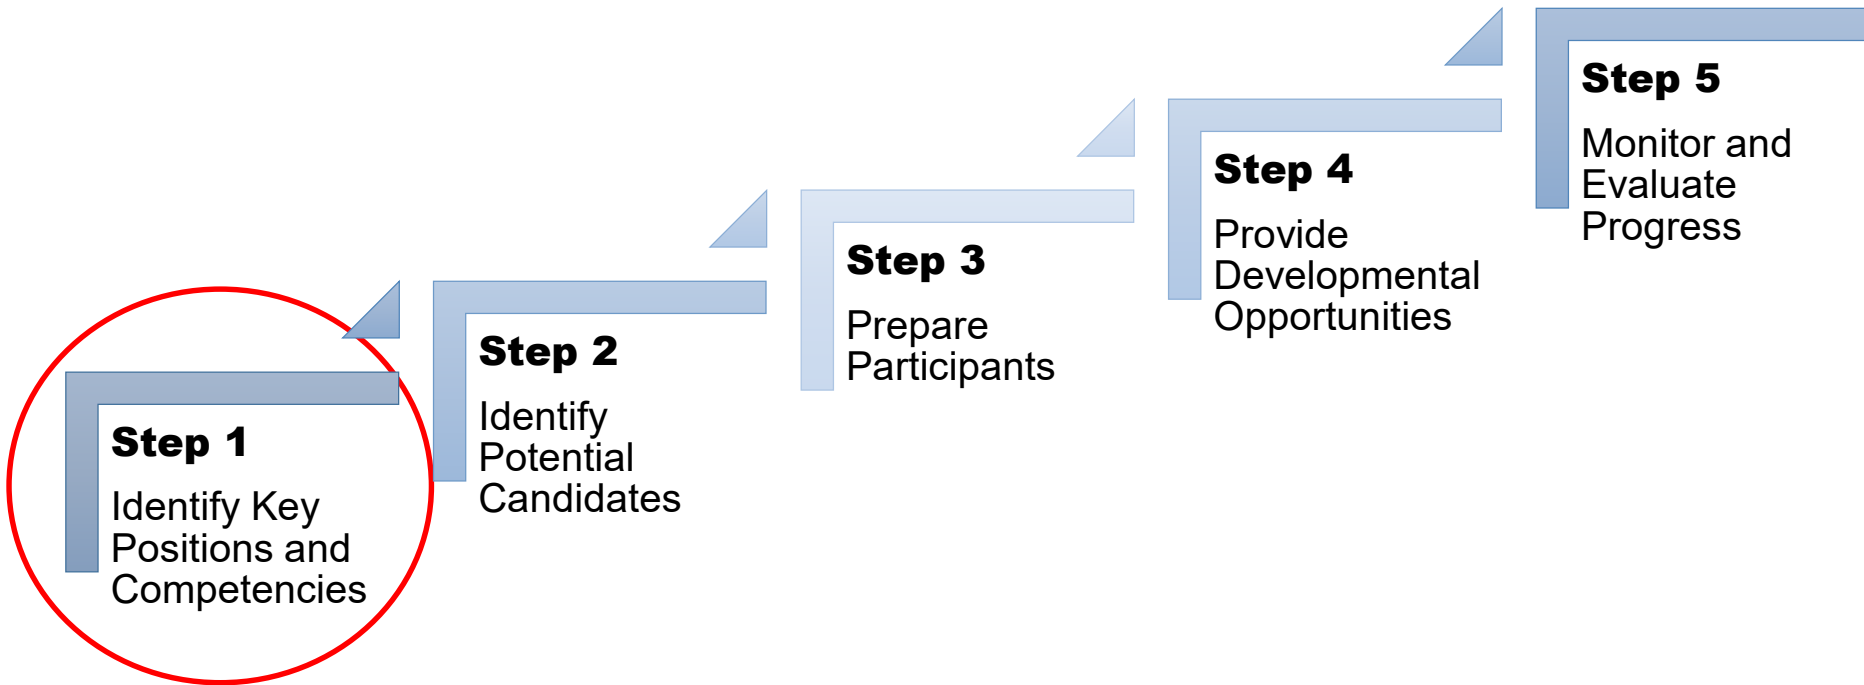 Step 1
Identify Key
Positions and
Competencies
Step 2
Identify
Potential
Candidates
Step 3
Prepare
Participants
Step 4
Provide
Developmental
Opportunities
Step 5
Monitor and
Evaluate
Progress